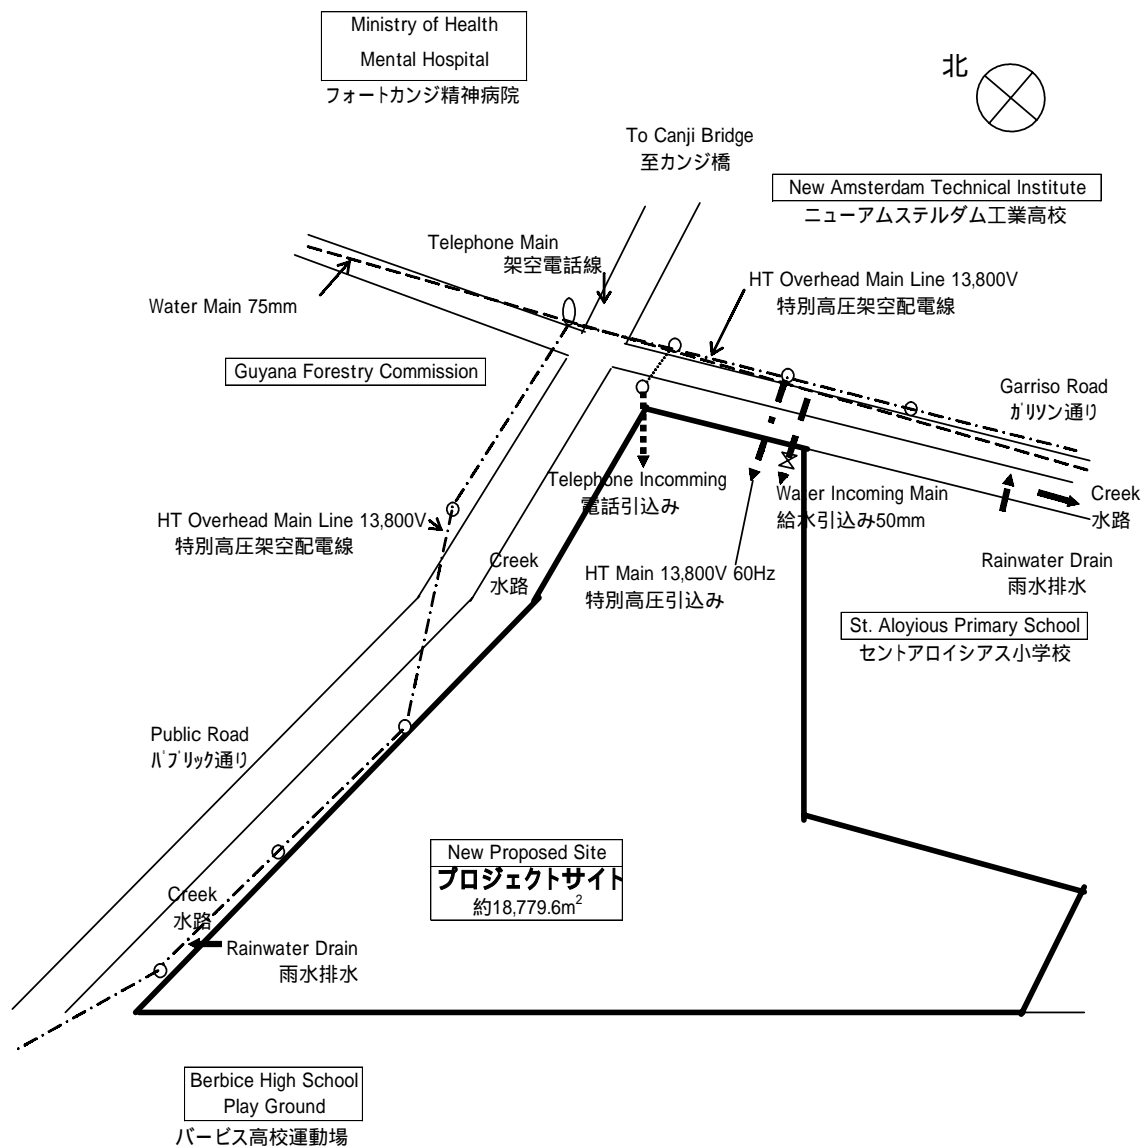 Ministry of Health
Mental Hospital
フォートカンジ精神病院
北
To Canji Bridge
至カンジ橋
New Amsterdam Technical Institute
ニューアムステルダム工業高校
Telephone Main
架空電話線
HT Overhead Main Line 13,800V
特別高圧架空配電線
Water Main 75mm
Guyana Forestry Commission
Garriso Road
ガリソン通り
Telephone Incomming
電話引込み
Water Incoming Main
給水引込み50mm
Creek
水路
HT Overhead Main Line 13,800V
特別高圧架空配電線
Creek
水路
HT Main 13,800V 60Hz
特別高圧引込み
Rainwater Drain
雨水排水
St. Aloyious Primary School
セントアロイシアス小学校
Public Road
パブリック通り
New Proposed Site
プロジェクトサイト
約18,779.6m²
Creek
水路
Rainwater Drain
雨水排水
Berbice High School
Play Ground
バービス高校運動場